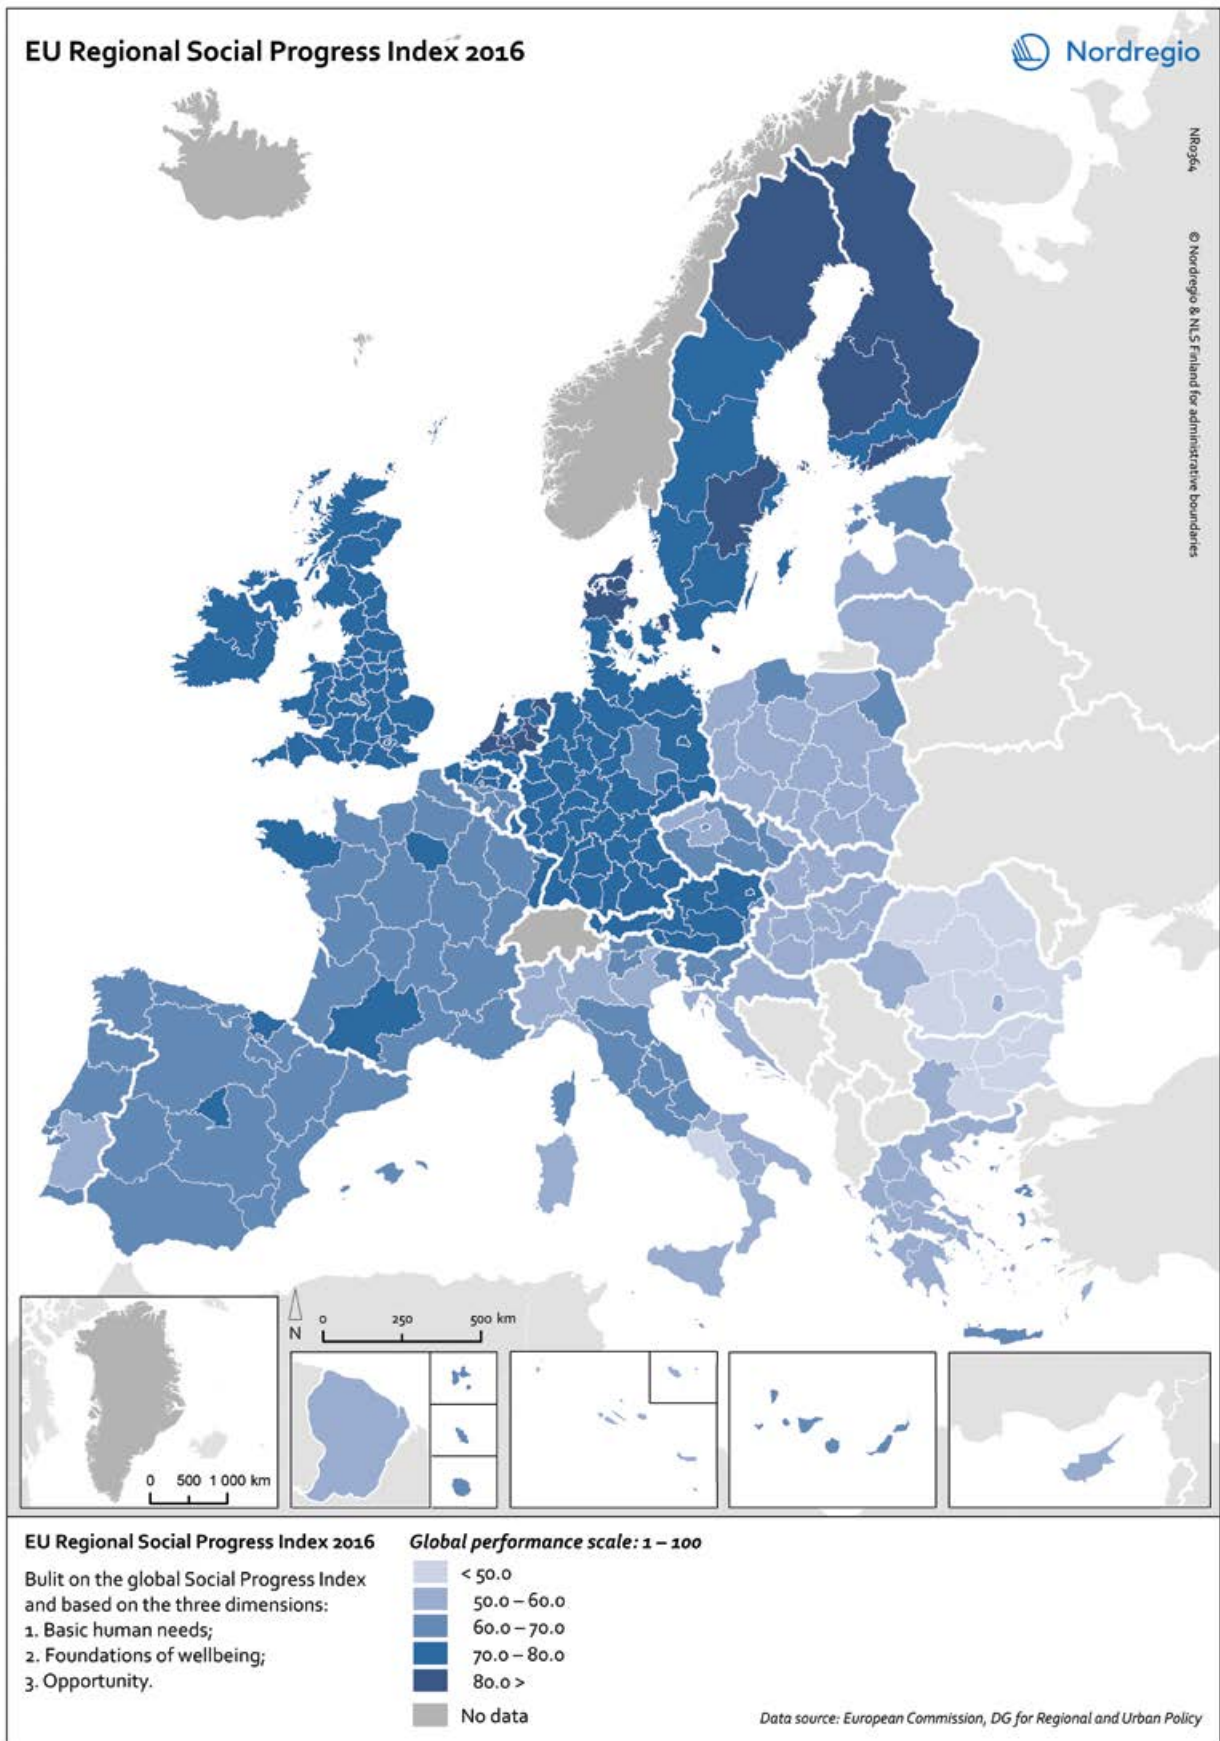 EU Regional Social Progress Index 2016
Nordregio
NR0364
© Nordregio & NLS Finland for administrative boundaries
N
0 250 500 km
0 500 1 000 km
EU Regional Social Progress Index 2016
Bulit on the global Social Progress Index
and based on the three dimensions:
1. Basic human needs;
2. Foundations of wellbeing;
3. Opportunity.
Global performance scale: 1 – 100
< 50.0
50.0 – 60.0
60.0 – 70.0
70.0 – 80.0
80.0 >
No data
Data source: European Commission, DG for Regional and Urban Policy